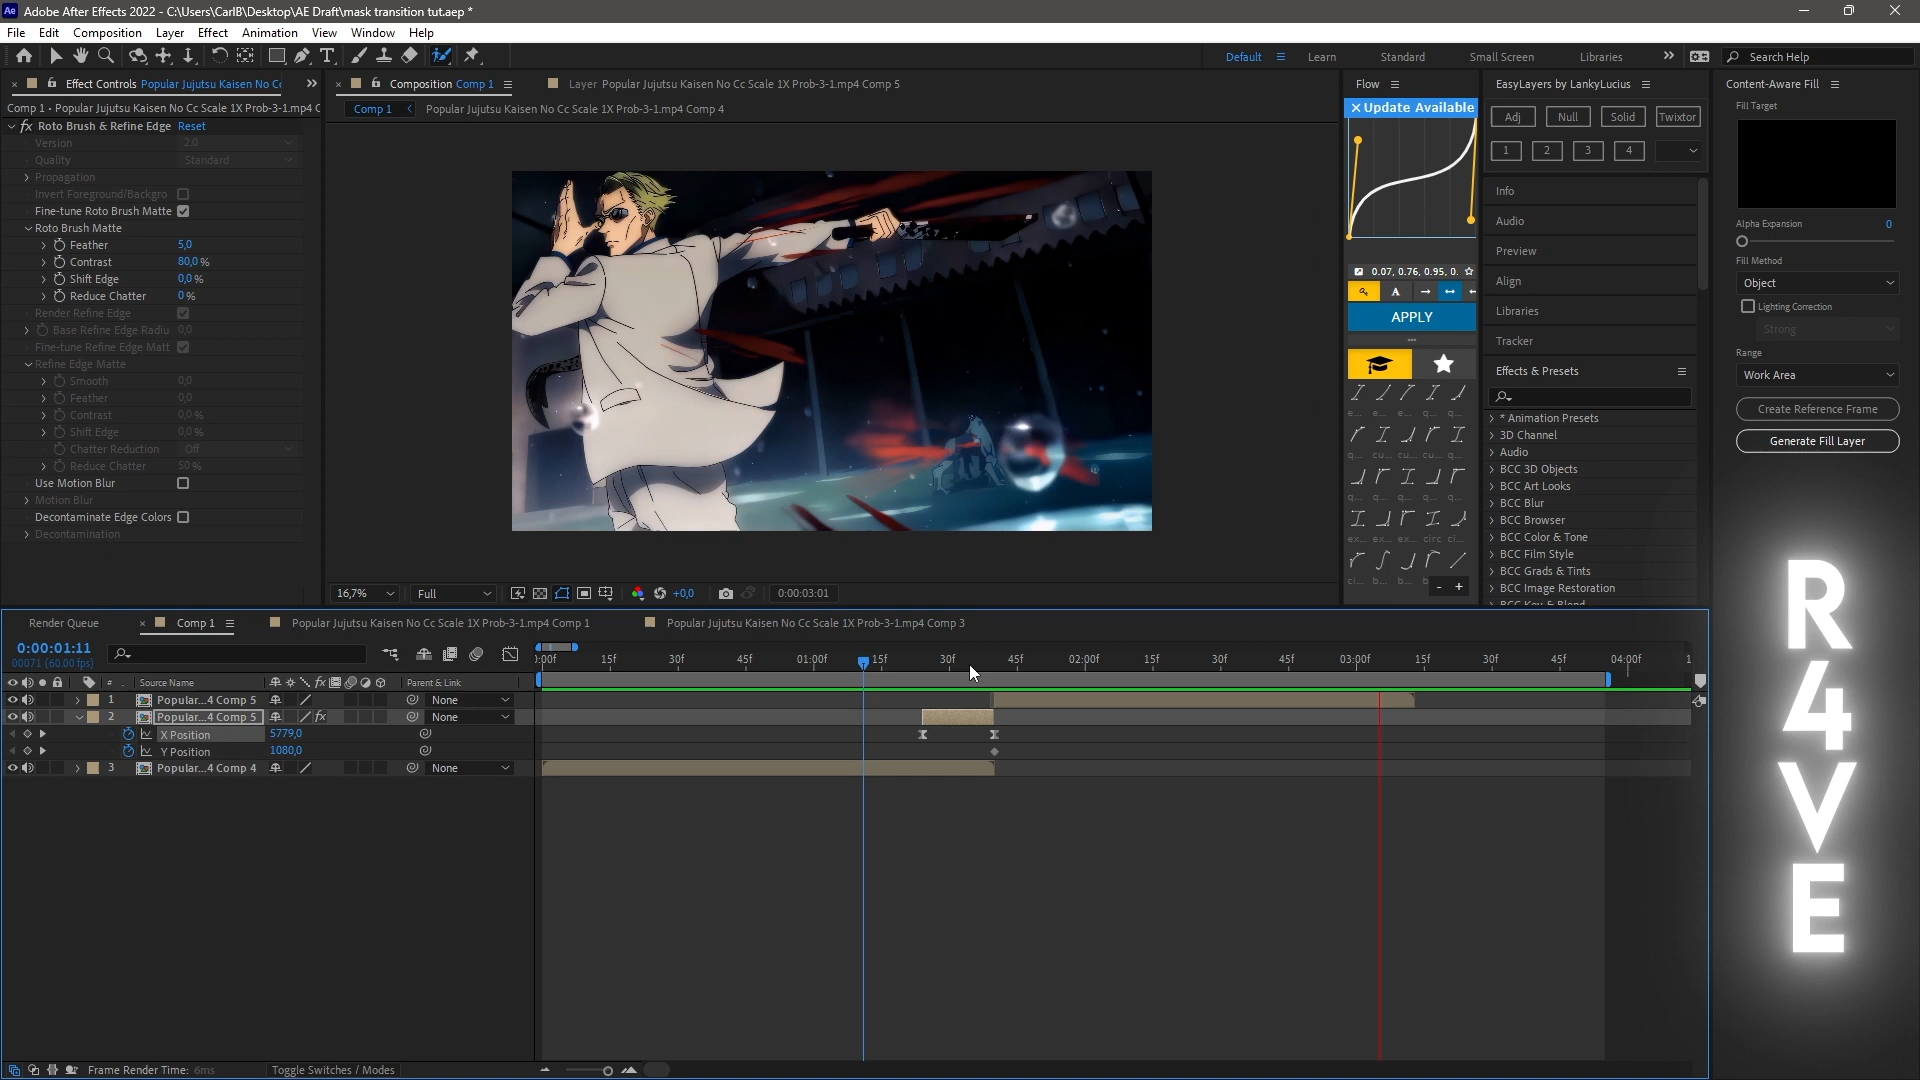 Adobe After Effects 2022 - C:\Users\CarlB\Desktop\AE Draft\mask transition tut.aep *
File Edit Composition Layer Effect Animation View Window Help
Default Learn Standard Small Screen Libraries Search Help
Effect Controls Popular Jujutsu Kaisen No Cc
Composition Comp 1
Layer Popular Jujutsu Kaisen No Cc Scale 1X Prob-3-1.mp4 Comp 5
Comp 1 • Popular Jujutsu Kaisen No Cc Scale 1X Prob-3-1.mp4 C
Comp 1 Popular Jujutsu Kaisen No Cc Scale 1X Prob-3-1.mp4 Comp 4
fx Roto Brush & Refine Edge Reset
Version 2.0
Quality Standard
Propagation
Invert Foreground/Backgro
Fine-tune Roto Brush Matte
Roto Brush Matte
Feather 5,0
Contrast 80,0 %
Shift Edge 0,0 %
Reduce Chatter 0 %
Render Refine Edge
Base Refine Edge Radiu 0,0
Fine-tune Refine Edge Matt
Refine Edge Matte
Smooth 0,0
Feather 0,0
Contrast 0,0 %
Shift Edge 0,0 %
Chatter Reduction Off
Reduce Chatter 50 %
Use Motion Blur
Motion Blur
Decontaminate Edge Colors
Decontamination
16,7% Full +0,0 0:00:03:01
Flow
Update Available
0.07, 0.76, 0.95, 0.
A
APPLY
EasyLayers by LankyLucius
Adj Null Solid Twixtor
1 2 3 4
Info
Audio
Preview
Align
Libraries
Tracker
Effects & Presets
* Animation Presets
3D Channel
Audio
BCC 3D Objects
BCC Art Looks
BCC Blur
BCC Browser
BCC Color & Tone
BCC Film Style
BCC Grads & Tints
BCC Image Restoration
BCC Key & Blend
Content-Aware Fill
Fill Target
Alpha Expansion 0
Fill Method
Object
Lighting Correction
Strong
Range
Work Area
Create Reference Frame
Generate Fill Layer
R
4
V
E
Render Queue Comp 1 Popular Jujutsu Kaisen No Cc Scale 1X Prob-3-1.mp4 Comp 1 Popular Jujutsu Kaisen No Cc Scale 1X Prob-3-1.mp4 Comp 3
0:00:01:11
00071 (60.00 fps)
:00f 15f 30f 45f 01:00f 15f 30f 45f 02:00f 15f 30f 45f 03:00f 15f 30f 45f 04:00f 1
# Source Name fx Parent & Link
1 Popular...4 Comp 5 None
2 Popular...4 Comp 5 fx None
X Position 5779,0
Y Position 1080,0
3 Popular...4 Comp 4 None
Frame Render Time: 6ms Toggle Switches / Modes